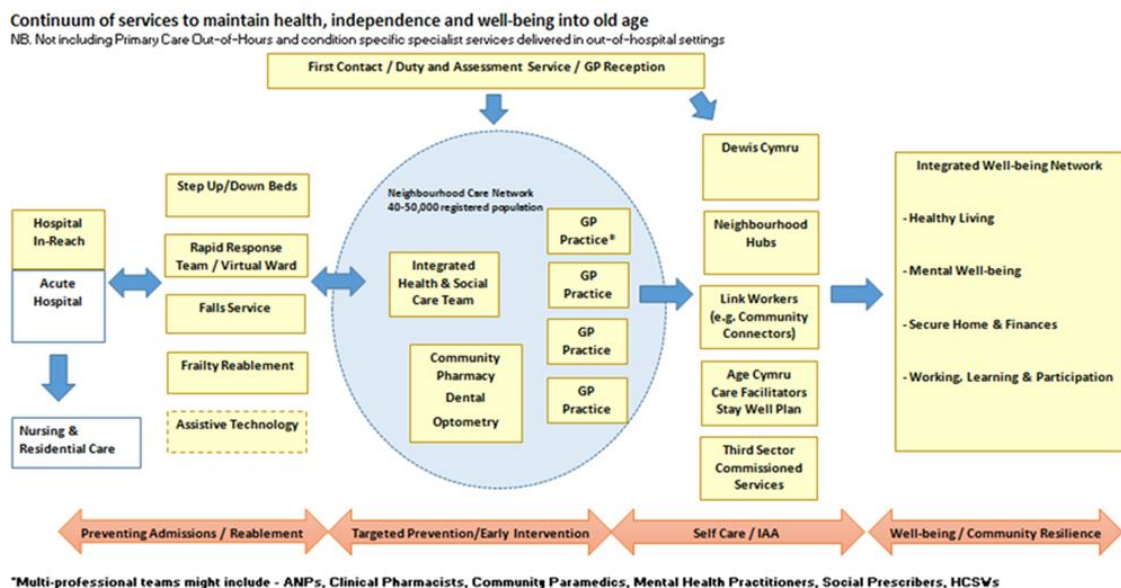 Continuum of services to maintain health, independence and well-being into old age
NB. Not including Primary Care Out-of-Hours and condition specific specialist services delivered in out-of-hospital settings
First Contact / Duty and Assessment Service / GP Reception
Hospital
In-Reach
Acute
Hospital
Nursing &
Residential Care
Step Up/Down Beds
Rapid Response
Team / Virtual Ward
Falls Service
Frailty Reablement
Assistive Technology
Neighbourhood Care Network
40-50,000 registered population
Integrated
Health & Social
Care Team
Community
Pharmacy
Dental
Optometry
GP
Practice*
GP
Practice
GP
Practice
GP
Practice
Dewis Cymru
Neighbourhood
Hubs
Link Workers
(e.g. Community
Connectors)
Age Cymru
Care Facilitators
Stay Well Plan
Third Sector
Commissioned
Services
Integrated Well-being Network
- Healthy Living
- Mental Well-being
- Secure Home & Finances
- Working, Learning & Participation
Preventing Admissions / Reablement
Targeted Prevention/Early Intervention
Self Care / IAA
Well-being / Community Resilience
*Multi-professional teams might include - ANPs, Clinical Pharmacists, Community Paramedics, Mental Health Practitioners, Social Prescribers, HCSWs